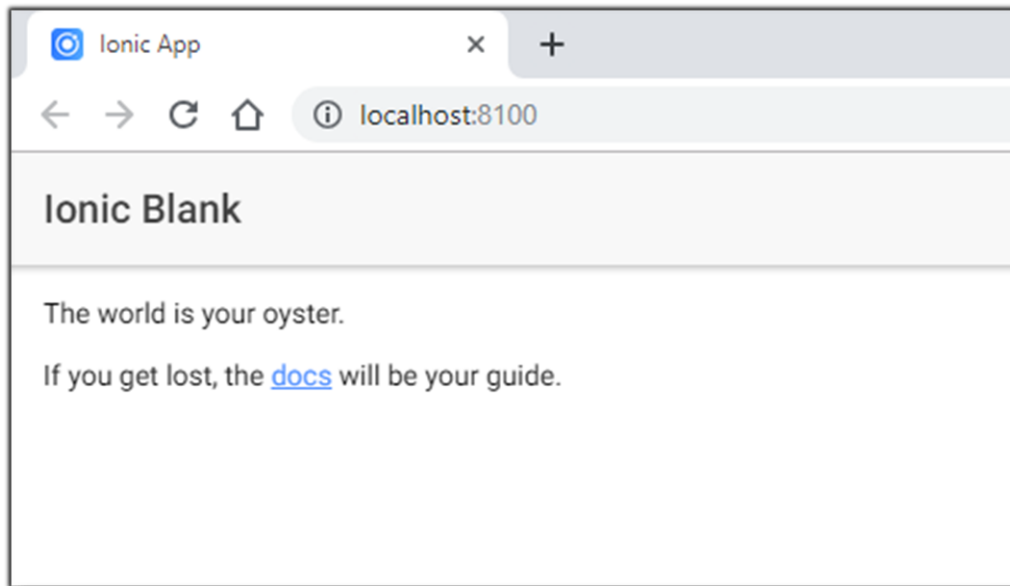 Ionic App
localhost:8100
Ionic Blank
The world is your oyster.
If you get lost, the docs will be your guide.